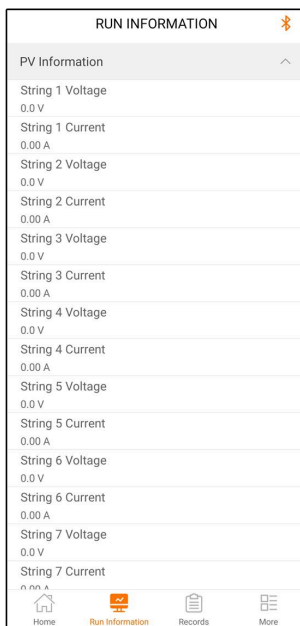 RUN INFORMATION
PV Information
String 1 Voltage
0.0 V
String 1 Current
0.00 A
String 2 Voltage
0.0 V
String 2 Current
0.00 A
String 3 Voltage
0.0 V
String 3 Current
0.00 A
String 4 Voltage
0.0 V
String 4 Current
0.00 A
String 5 Voltage
0.0 V
String 5 Current
0.00 A
String 6 Voltage
0.0 V
String 6 Current
0.00 A
String 7 Voltage
0.0 V
String 7 Current
0.00 A
Home Run Information Records More